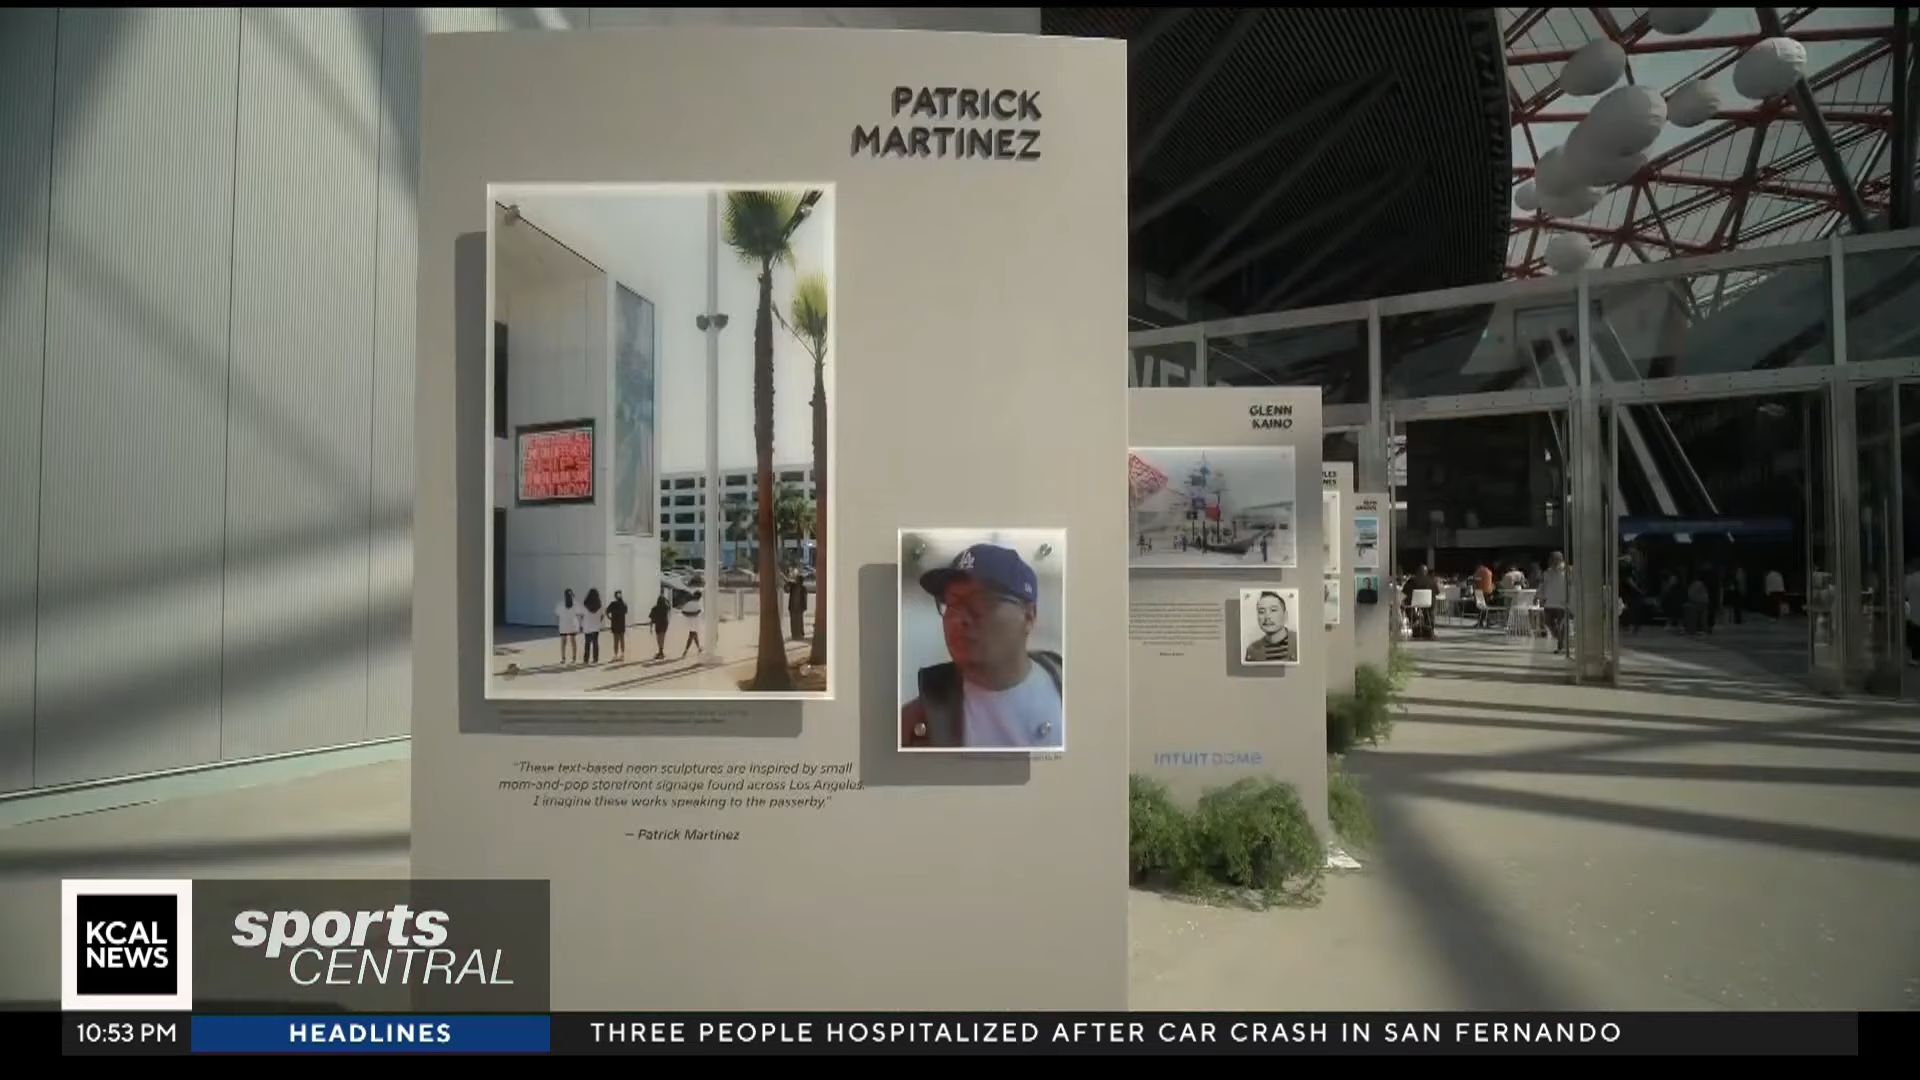 PATRICK
MARTINEZ
"These text-based neon sculptures are inspired by small
mom-and-pop storefront signage found across Los Angeles.
I imagine these works speaking to the passerby."
– Patrick Martinez
LA
GLENN
KAINO
INTUIT DOME
KCAL
NEWS
sports
CENTRAL
10:53 PM
HEADLINES
THREE PEOPLE HOSPITALIZED AFTER CAR CRASH IN SAN FERNANDO